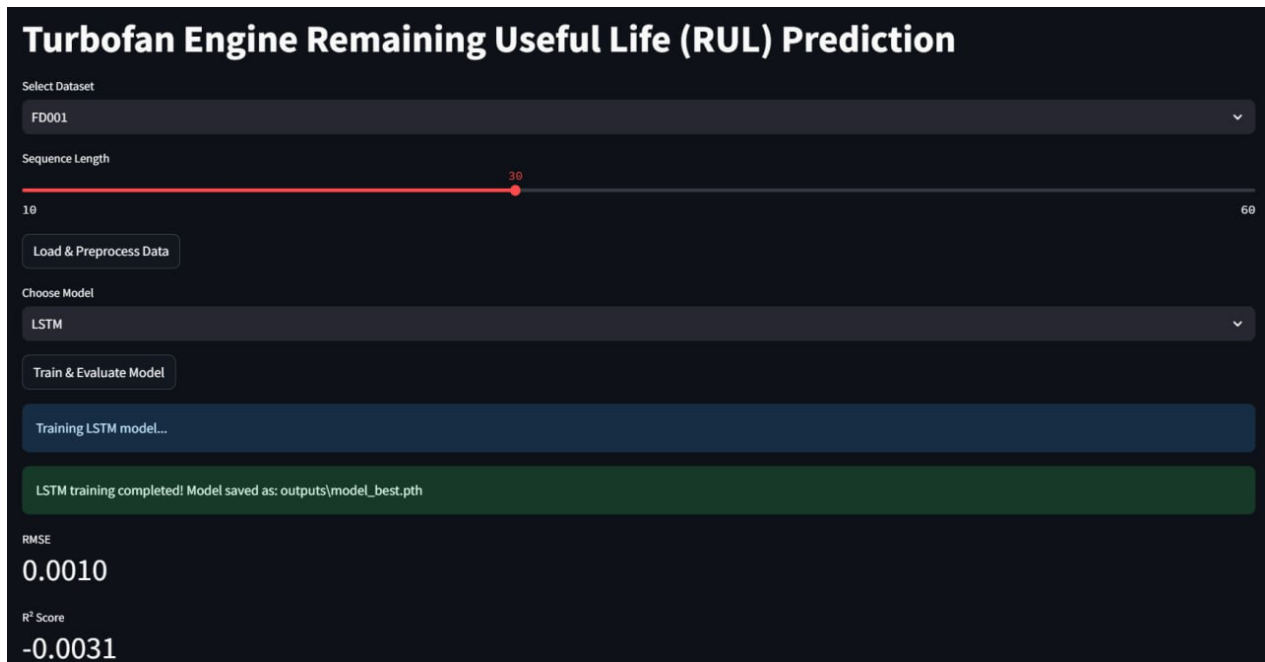 Turbofan Engine Remaining Useful Life (RUL) Prediction
Select Dataset
FD001
Sequence Length
30
10
60
Load & Preprocess Data
Choose Model
LSTM
Train & Evaluate Model
Training LSTM model...
LSTM training completed! Model saved as: outputs\model_best.pth
RMSE
0.0010
R² Score
-0.0031